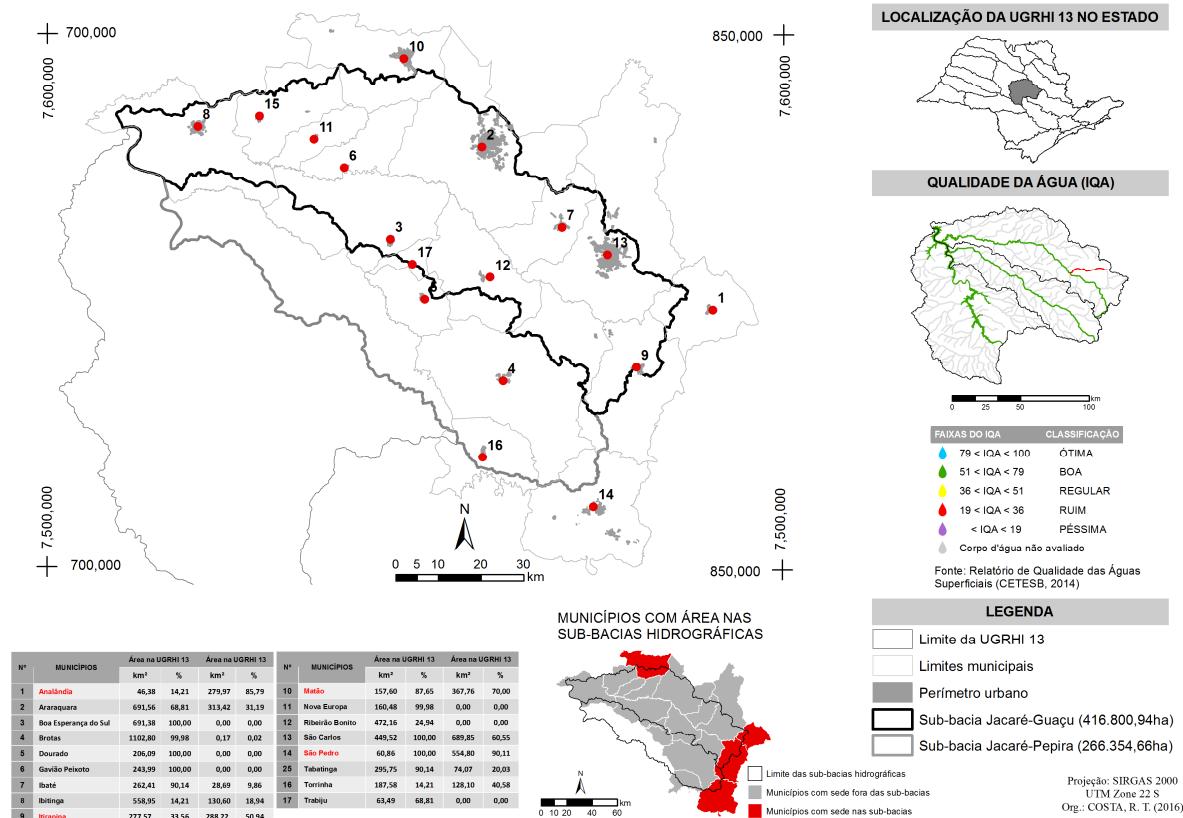 700,000
7,600,000
850,000
7,600,000
10
15
8
11
2
6
3
7
17
13
12
5
1
9
4
16
14
N
7,500,000
700,000
7,500,000
850,000
0 5 10 20 30
km
LOCALIZAÇÃO DA UGRHI 13 NO ESTADO
QUALIDADE DA ÁGUA (IQA)
km
0 25 50 100
FAIXAS DO IQA CLASSIFICAÇÃO
79 < IQA < 100 ÓTIMA
51 < IQA < 79 BOA
36 < IQA < 51 REGULAR
19 < IQA < 36 RUIM
< IQA < 19 PÉSSIMA
Corpo d'água não avaliado
Fonte: Relatório de Qualidade das Águas
Superficiais (CETESB, 2014)
LEGENDA
Limite da UGRHI 13
Limites municipais
Perímetro urbano
Sub-bacia Jacaré-Guaçu (416.800,94ha)
Sub-bacia Jacaré-Pepira (266.354,66ha)
Projeção: SIRGAS 2000
UTM Zone 22 S
Org.: COSTA, R. T. (2016)
MUNICÍPIOS COM ÁREA NAS
SUB-BACIAS HIDROGRÁFICAS
N
0 10 20 40 60
km
Limite das sub-bacias hidrográficas
Municípios com sede fora das sub-bacias
Municípios com sede nas sub-bacias
Nº MUNICÍPIOS Área na UGRHI 13 Área na UGRHI 13
km² % km² %
1 Analândia 46,38 14,21 279,97 85,79
2 Araraquara 691,56 68,81 313,42 31,19
3 Boa Esperança do Sul 691,38 100,00 0,00 0,00
4 Brotas 1102,80 99,98 0,17 0,02
5 Dourado 206,09 100,00 0,00 0,00
6 Gavião Peixoto 243,99 100,00 0,00 0,00
7 Ibaté 262,41 90,14 28,69 9,86
8 Ibitinga 558,95 14,21 130,60 18,94
9 Itirapina 277,57 33,56 288,22 50,94
Nº MUNICÍPIOS Área na UGRHI 13 Área na UGRHI 13
km² % km² %
10 Matão 157,60 87,65 367,76 70,00
11 Nova Europa 160,48 99,98 0,00 0,00
12 Ribeirão Bonito 472,16 24,94 0,00 0,00
13 São Carlos 449,52 100,00 689,85 60,55
14 São Pedro 60,86 100,00 554,80 90,11
25 Tabatinga 295,75 90,14 74,07 20,03
16 Torrinha 187,58 14,21 128,10 40,58
17 Trabiju 63,49 68,81 0,00 0,00